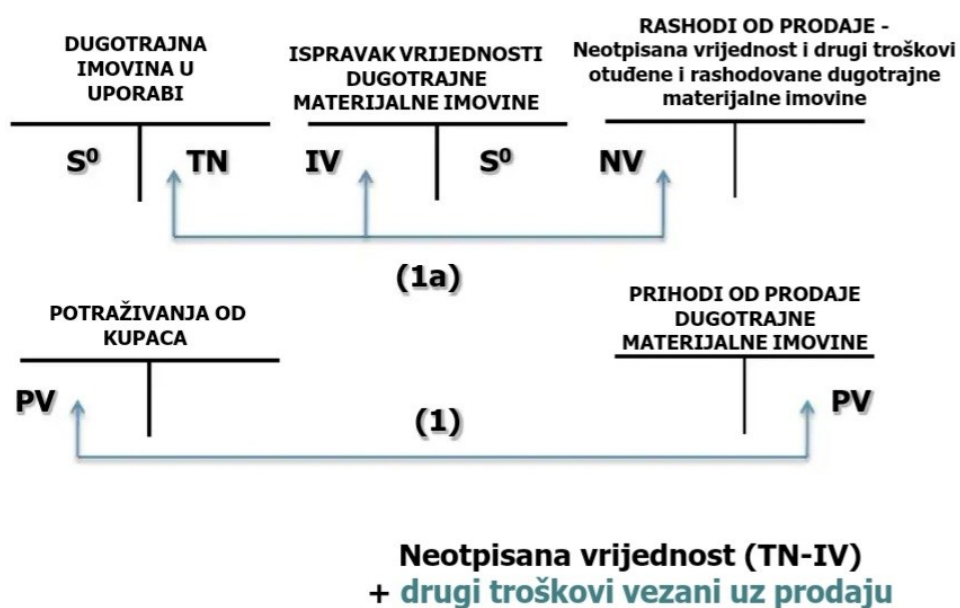 DUGOTRAJNA
IMOVINA U
UPORABI
ISPRAVAK VRIJEDNOSTI
DUGOTRAJNE
MATERIJALNE IMOVINE
RASHODI OD PRODAJE -
Neotpisana vrijednost i drugi troškovi
otuđene i rashodovane dugotrajne
materijalne imovine
S⁰
TN
IV
S⁰
NV
(1a)
POTRAŽIVANJA OD
KUPACA
PRIHODI OD PRODAJE
DUGOTRAJNE
MATERIJALNE IMOVINE
PV
(1)
PV
Neotpisana vrijednost (TN-IV)
+ drugi troškovi vezani uz prodaju